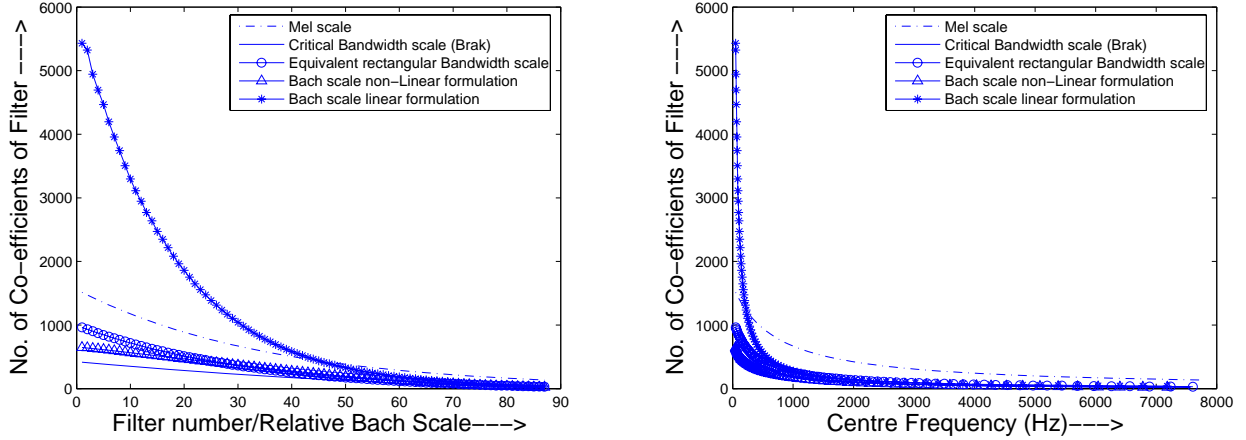 6000
5000
4000
3000
2000
1000
0
No. of Co−efficients of Filter −−−>
0 10 20 30 40 50 60 70 80 90
Filter number/Relative Bach Scale−−−>
Mel scale
Critical Bandwidth scale (Brak)
Equivalent rectangular Bandwidth scale
Bach scale non−Linear formulation
Bach scale linear formulation
6000
5000
4000
3000
2000
1000
0
No. of Co−efficients of Filter −−−>
0 1000 2000 3000 4000 5000 6000 7000 8000
Centre Frequency (Hz)−−−>
Mel scale
Critical Bandwidth scale (Brak)
Equivalent rectangular Bandwidth scale
Bach scale non−Linear formulation
Bach scale linear formulation